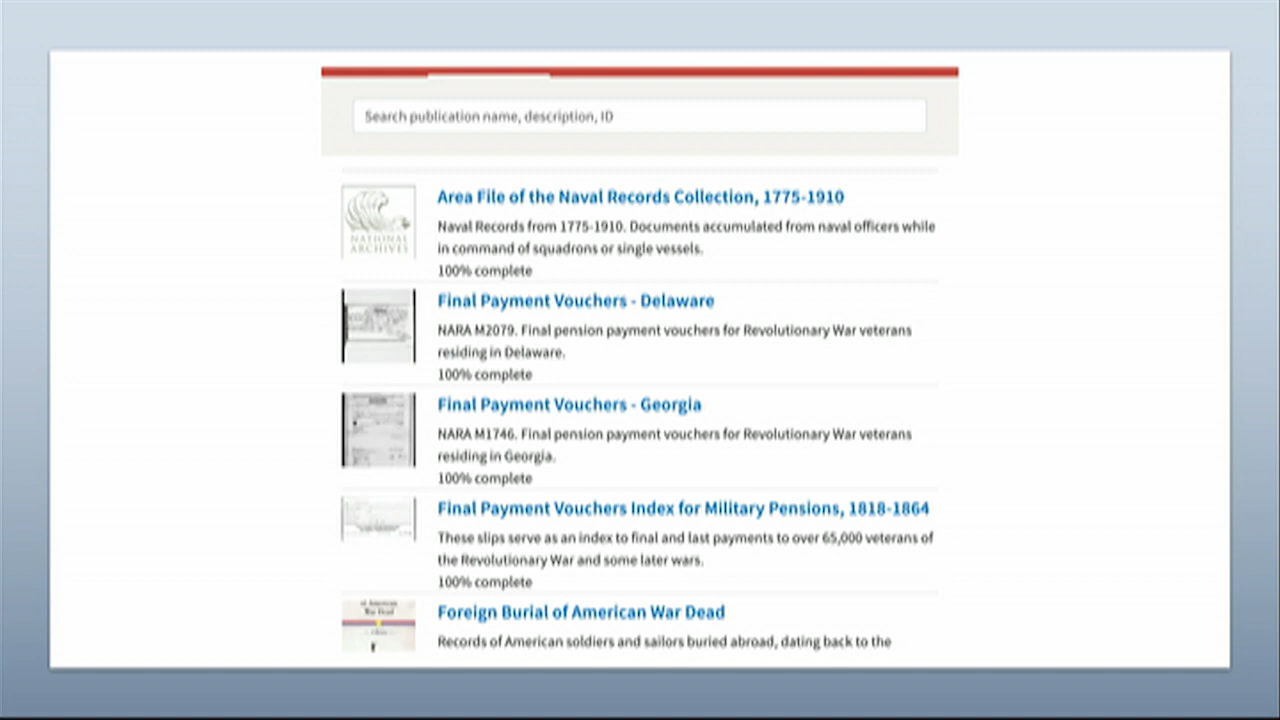 Search publication name, description, ID
NATIONAL
ARCHIVES
Area File of the Naval Records Collection, 1775-1910
Naval Records from 1775-1910. Documents accumulated from naval officers while
in command of squadrons or single vessels.
100% complete
Final Payment Vouchers - Delaware
NARA M2079. Final pension payment vouchers for Revolutionary War veterans
residing in Delaware.
100% complete
Final Payment Vouchers - Georgia
NARA M1746. Final pension payment vouchers for Revolutionary War veterans
residing in Georgia.
100% complete
Final Payment Vouchers Index for Military Pensions, 1818-1864
These slips serve as an index to final and last payments to over 65,000 veterans of
the Revolutionary War and some later wars.
100% complete
of American
War Dead
Foreign Burial of American War Dead
Records of American soldiers and sailors buried abroad, dating back to the